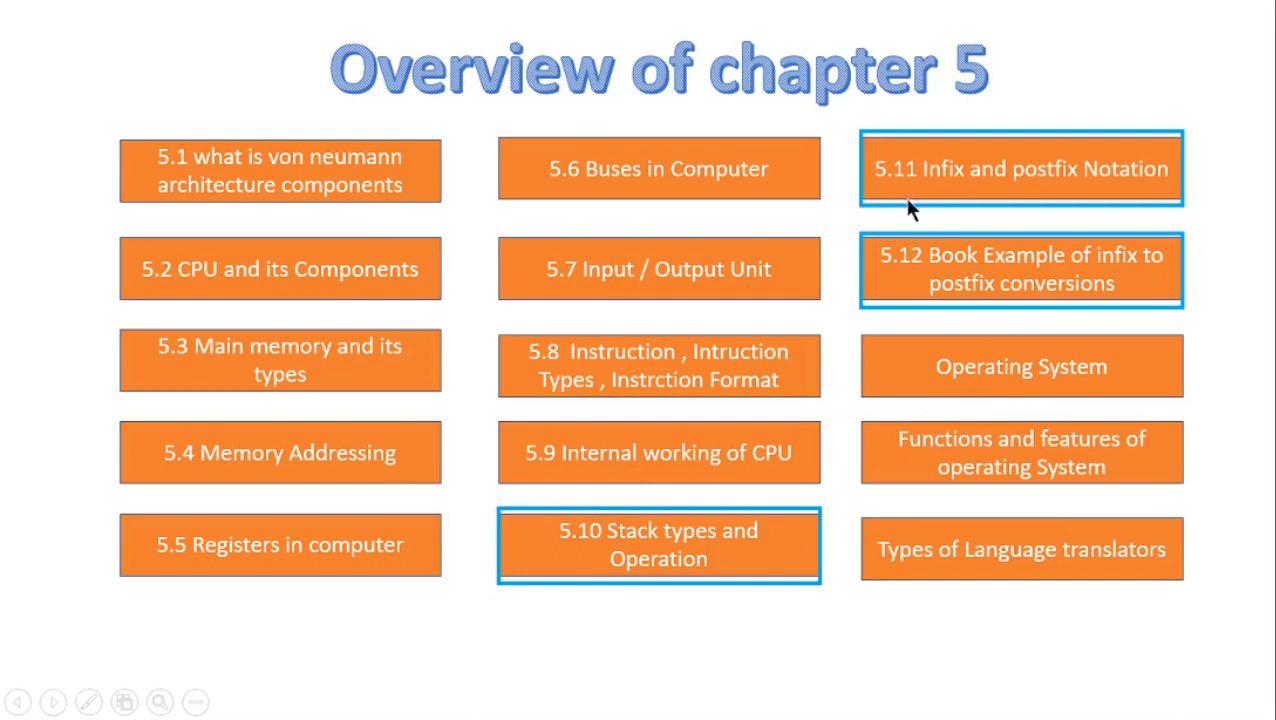 Overview of chapter 5
5.1 what is von neumann
architecture components
5.2 CPU and its Components
5.3 Main memory and its
types
5.4 Memory Addressing
5.5 Registers in computer
5.6 Buses in Computer
5.7 Input / Output Unit
5.8 Instruction , Intruction
Types , Instrction Format
5.9 Internal working of CPU
5.10 Stack types and
Operation
5.11 Infix and postfix Notation
5.12 Book Example of infix to
postfix conversions
Operating System
Functions and features of
operating System
Types of Language translators